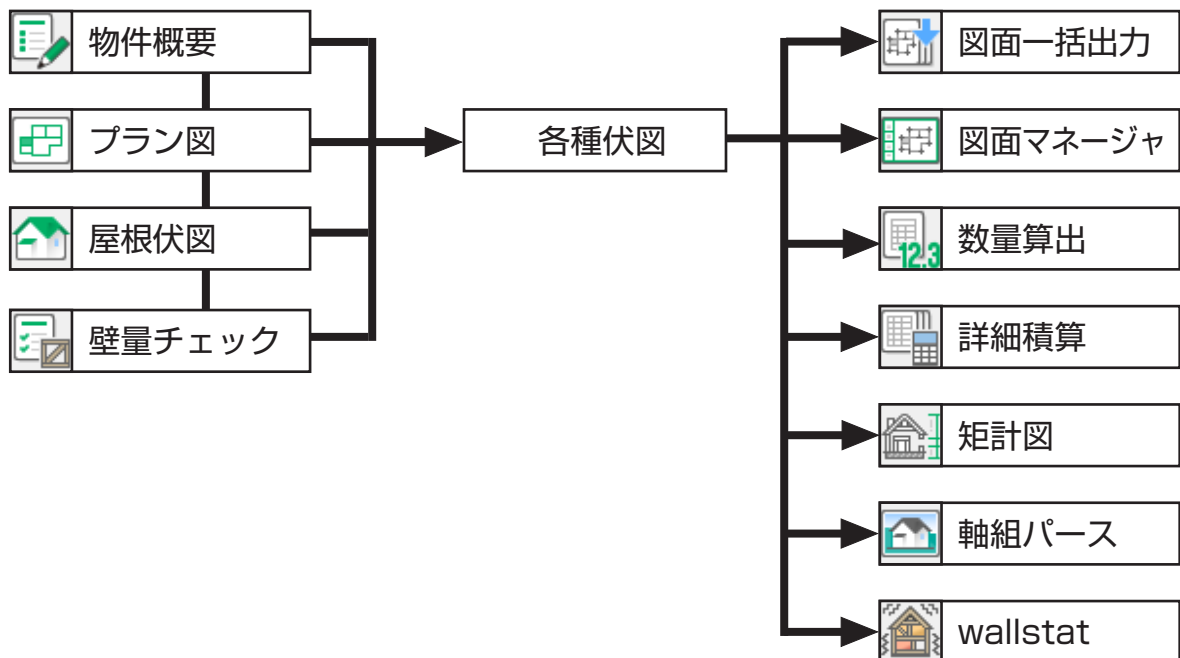 物件概要
プラン図
屋根伏図
壁量チェック
各種伏図
図面一括出力
図面マネージャ
12.3
数量算出
詳細積算
矩計図
軸組パース
wallstat